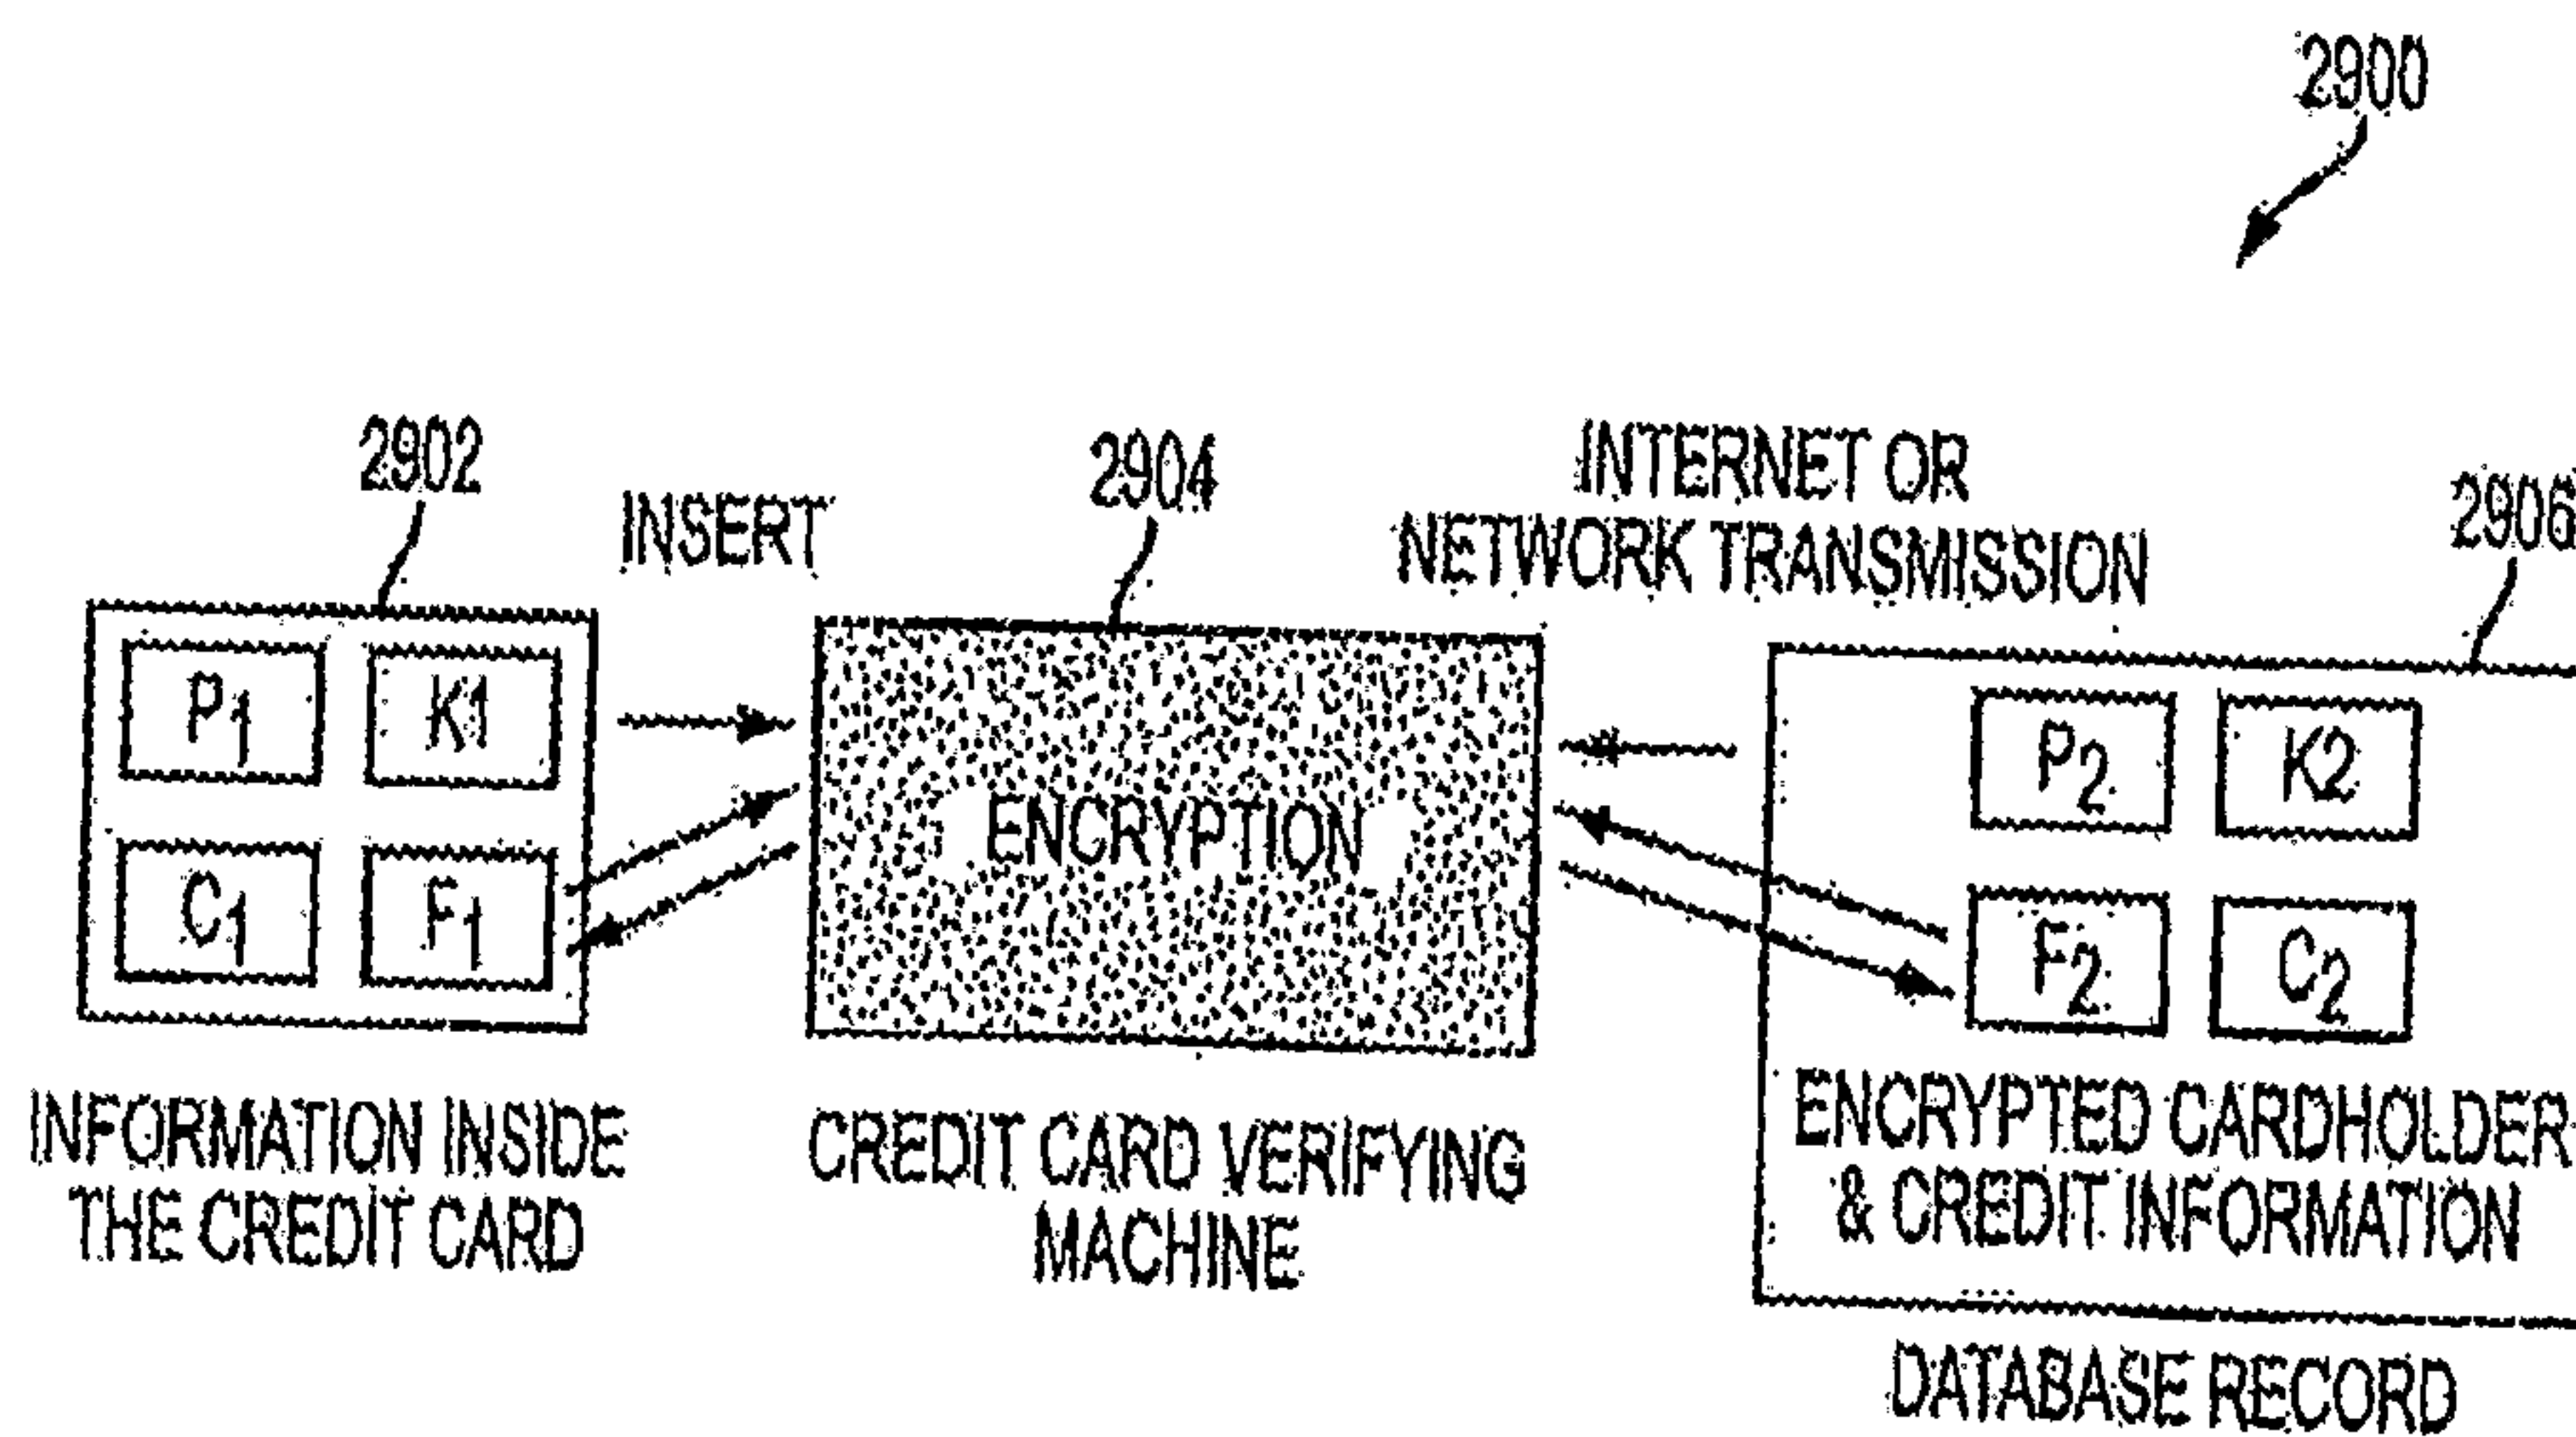 2900
2902
INSERT
2904
INTERNET OR
NETWORK TRANSMISSION
2906
P1
K1
C1
F1
ENCRYPTION
P2
K2
F2
C2
ENCRYPTED CARDHOLDER
& CREDIT INFORMATION
INFORMATION INSIDE
THE CREDIT CARD
CREDIT CARD VERIFYING
MACHINE
DATABASE RECORD